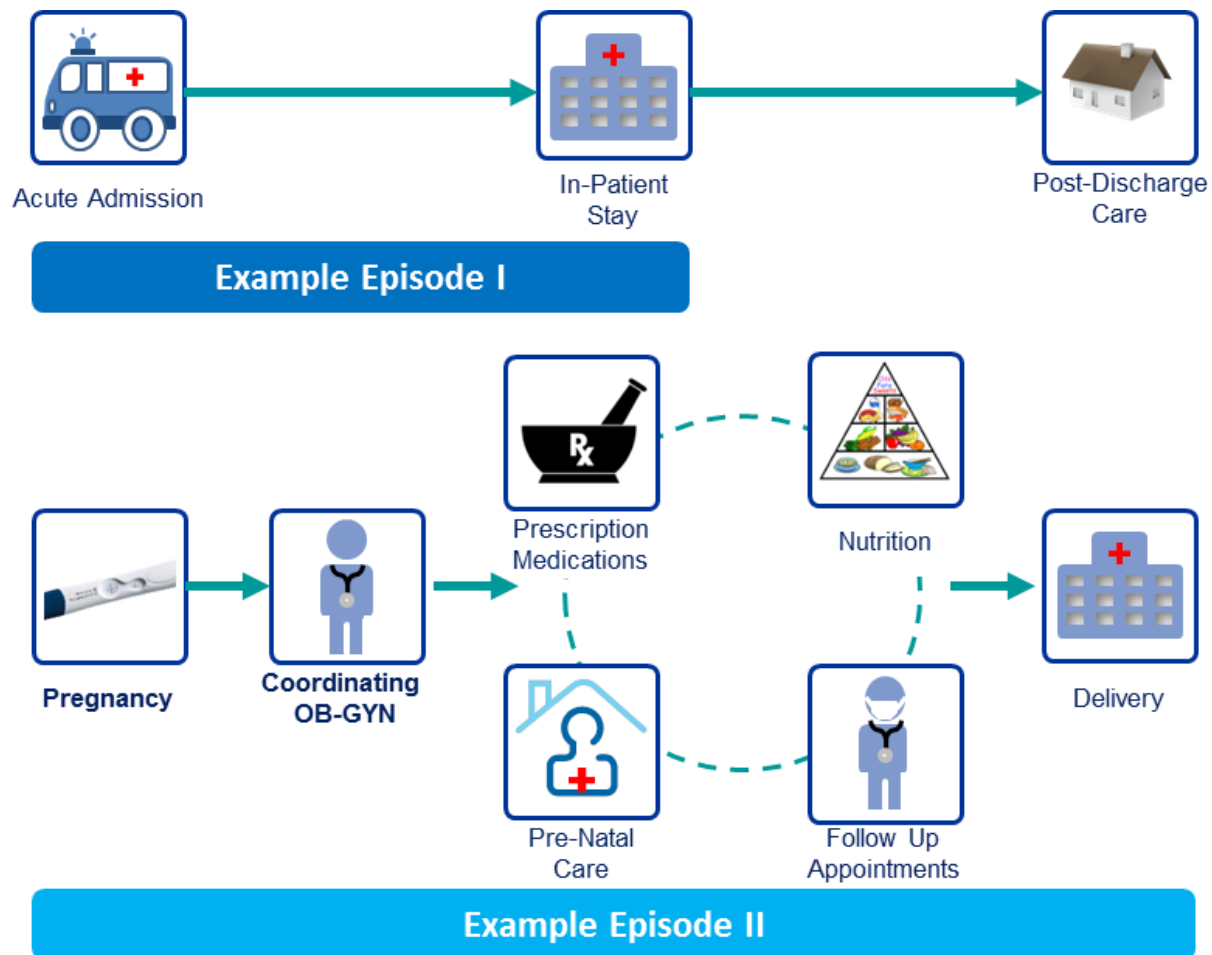 Acute Admission
In-Patient
Stay
Post-Discharge
Care
Example Episode I
Rx
Prescription
Medications
Nutrition
Pregnancy
Coordinating
OB-GYN
Delivery
Pre-Natal
Care
Follow Up
Appointments
Example Episode II